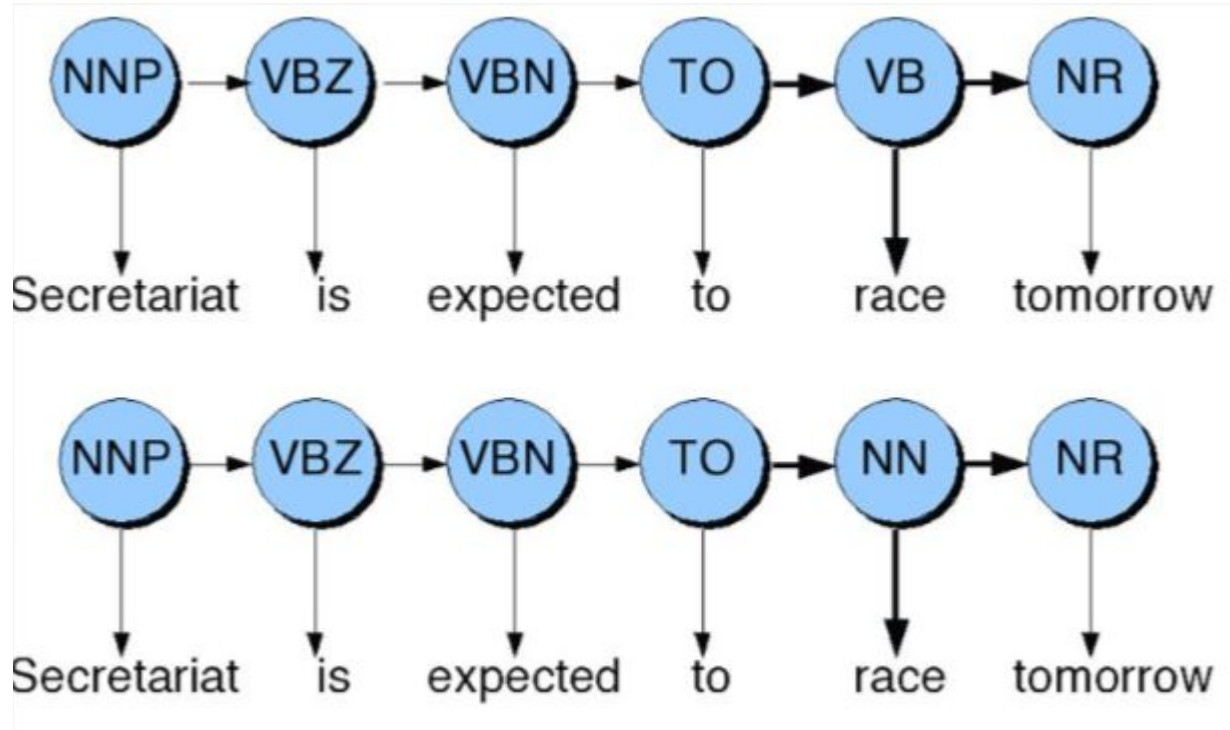 NNP VBZ VBN TO VB NR
Secretariat is expected to race tomorrow
NNP VBZ VBN TO NN NR
Secretariat is expected to race tomorrow